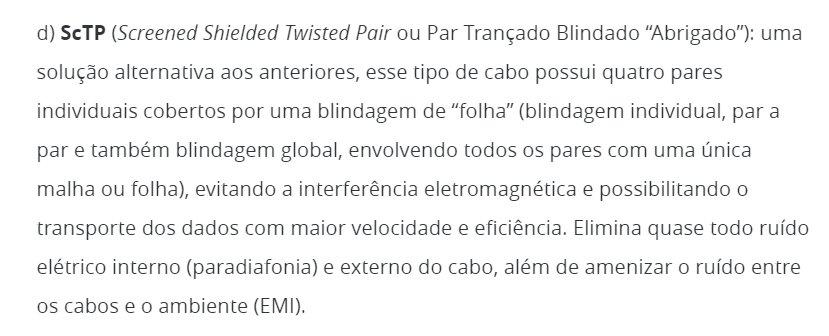 d) ScTP (Screened Shielded Twisted Pair ou Par Trançado Blindado “Abrigado”): uma
solução alternativa aos anteriores, esse tipo de cabo possui quatro pares
individuais cobertos por uma blindagem de “folha” (blindagem individual, par a
par e também blindagem global, envolvendo todos os pares com uma única
malha ou folha), evitando a interferência eletromagnética e possibilitando o
transporte dos dados com maior velocidade e eficiência. Elimina quase todo ruído
elétrico interno (paradiafonia) e externo do cabo, além de amenizar o ruído entre
os cabos e o ambiente (EMI).